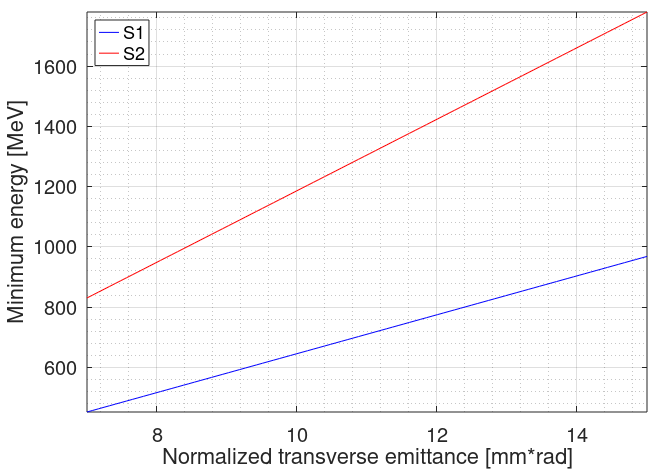 S1
S2
1600
1400
1200
1000
800
600
Minimum energy [MeV]
8 10 12 14
Normalized transverse emittance [mm*rad]